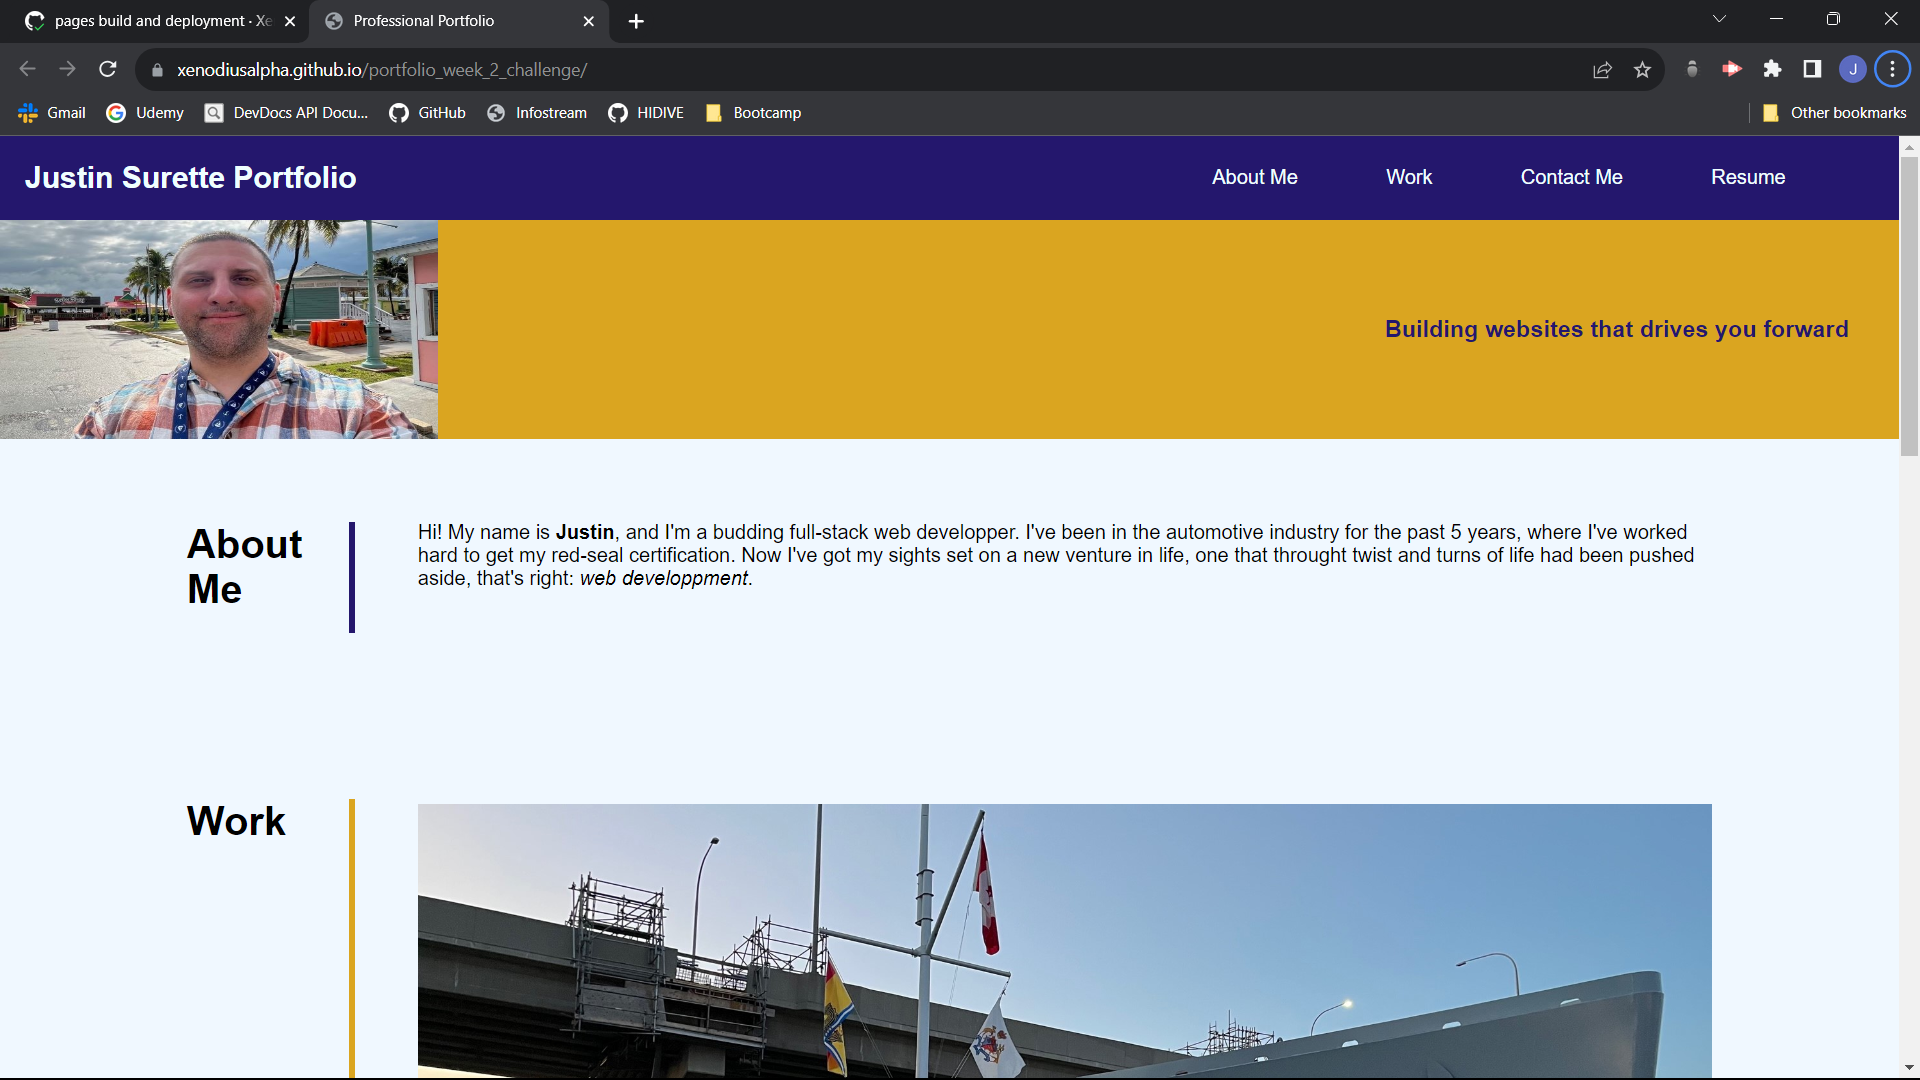 pages build and deployment · Xe
Professional Portfolio
xenodiusalpha.github.io/portfolio_week_2_challenge/
J
Gmail
Udemy
DevDocs API Docu...
GitHub
Infostream
HIDIVE
Bootcamp
Other bookmarks
Justin Surette Portfolio
About Me
Work
Contact Me
Resume
Building websites that drives you forward
About
Me
Hi! My name is Justin, and I'm a budding full-stack web developper. I've been in the automotive industry for the past 5 years, where I've worked
hard to get my red-seal certification. Now I've got my sights set on a new venture in life, one that throught twist and turns of life had been pushed
aside, that's right: web developpment.
Work